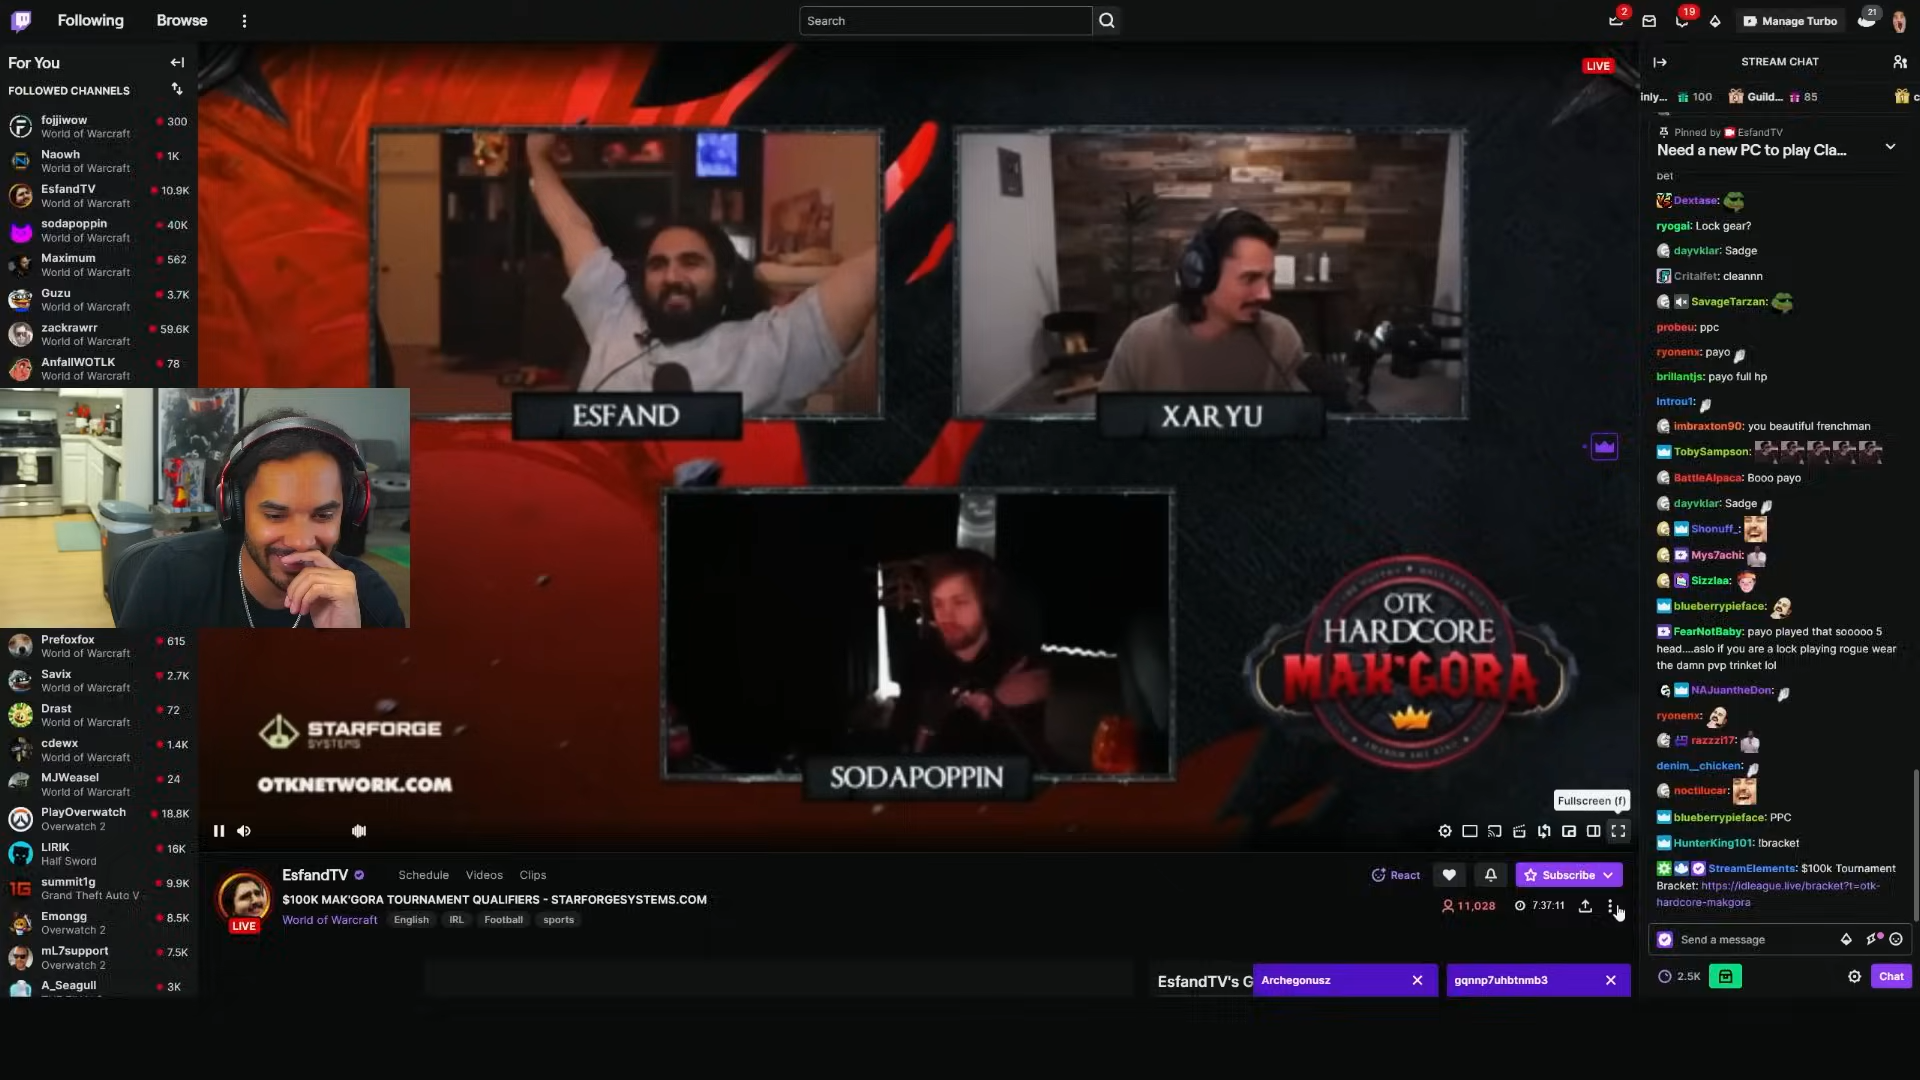 Following
Browse
Search
2
19
Manage Turbo
21
For You
FOLLOWED CHANNELS
fojjiwow
300
World of Warcraft
Naowh
1K
World of Warcraft
EsfandTV
10.9K
World of Warcraft
sodapoppin
40K
World of Warcraft
Maximum
562
World of Warcraft
Guzu
3.7K
World of Warcraft
zackrawrr
59.6K
World of Warcraft
AnfallWOTLK
78
World of Warcraft
Prefoxfox
615
World of Warcraft
Savix
2.7K
World of Warcraft
Drast
72
World of Warcraft
cdewx
1.4K
World of Warcraft
MJWeasel
24
World of Warcraft
PlayOverwatch
18.8K
Overwatch 2
LIRIK
16K
Half Sword
summit1g
9.9K
Grand Theft Auto V
Emongg
8.5K
Overwatch 2
mL7support
7.5K
Overwatch 2
A_Seagull
3K
LIVE
ESFAND
XARYU
SODAPOPPIN
OTK
HARDCORE
MAK'GORA
STARFORGE
SYSTEMS
OTKNETWORK.COM
Fullscreen (f)
EsfandTV
Schedule
Videos
Clips
$100K MAK'GORA TOURNAMENT QUALIFIERS - STARFORGESYSTEMS.COM
World of Warcraft
English
IRL
Football
sports
LIVE
React
Subscribe
11,028
7:37:11
EsfandTV's G
Archegonusz
gqnnp7uhbtnmb3
STREAM CHAT
inly...
100
Guild...
85
Pinned by EsfandTV
Need a new PC to play Cla...
bet
Dextase:
ryogai: Lock gear?
dayvklar: Sadge
Critalfet: cleannn
SavageTarzan:
probeu: ppc
ryonenx: payo
brillantjs: payo full hp
introu1:
imbraxton90: you beautiful frenchman
TobySampson:
BattleAlpaca: Booo payo
dayvklar: Sadge
Shonuff_:
Mys7achi:
Sizzlaa:
blueberrypieface:
FearNotBaby: payo played that sooooo 5
head....aslo if you are a lock playing rogue wear
the damn pvp trinket lol
NAJuantheDon:
ryonenx:
razzzi17:
denim__chicken:
noctilucar:
blueberrypieface: PPC
HunterKing101: !bracket
StreamElements: $100k Tournament
Bracket: https://idleague.live/bracket?t=otk-
hardcore-makgora
Send a message
2.5K
Chat